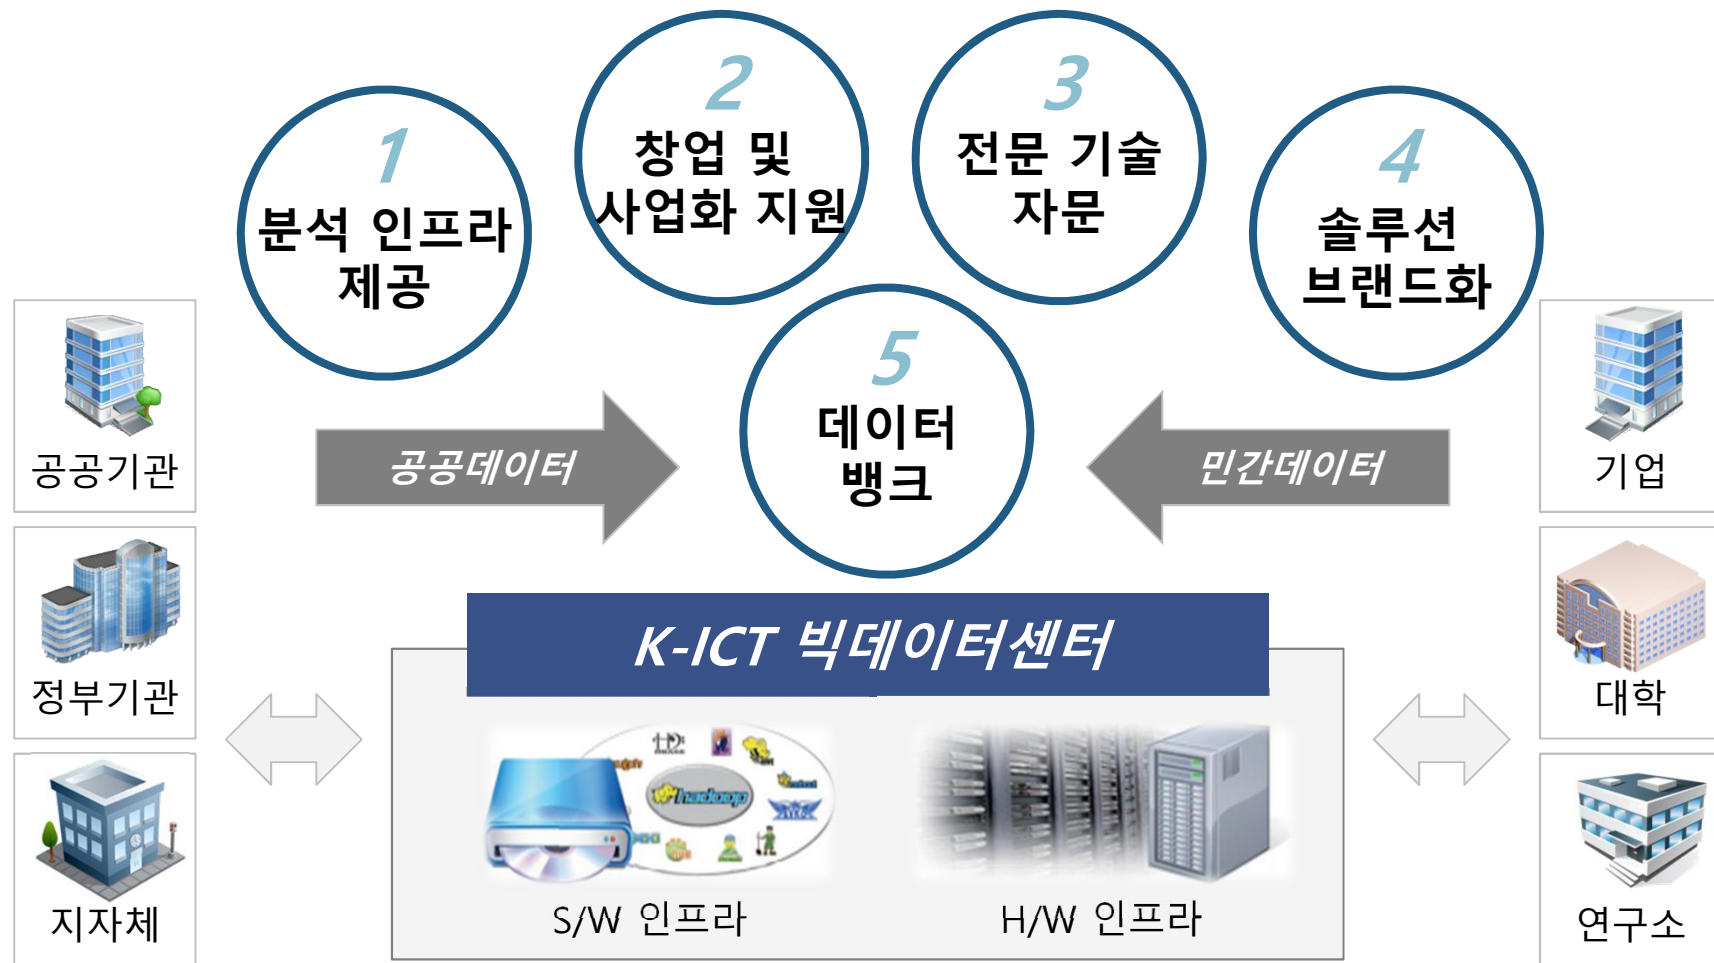 1
분석 인프라
제공
2
창업 및
사업화 지원
3
전문 기술
자문
4
솔루션
브랜드화
5
데이터
뱅크
공공데이터
민간데이터
공공기관
정부기관
지자체
기업
대학
연구소
K-ICT 빅데이터센터
hadoop
S/W 인프라
H/W 인프라